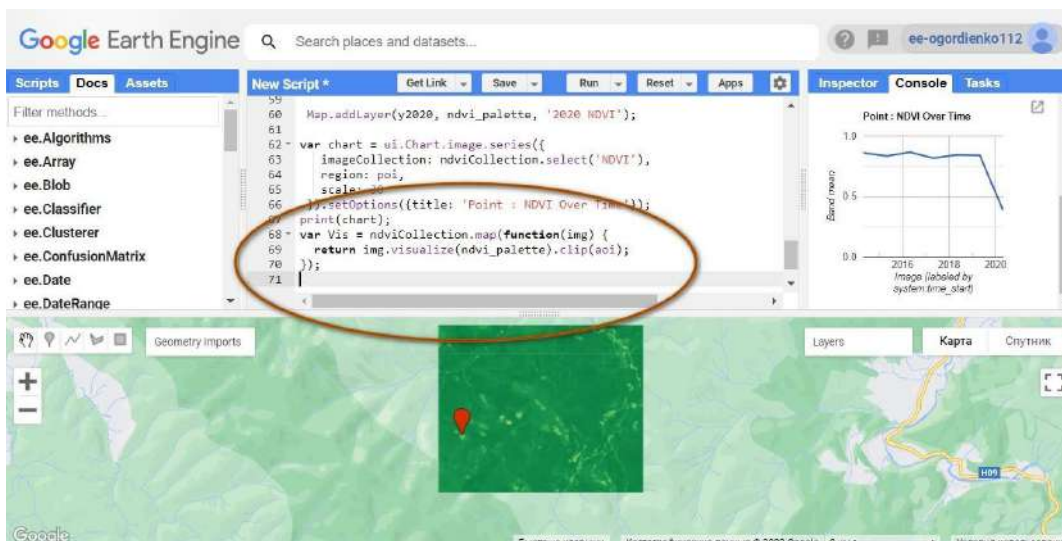 Google Earth Engine
Search places and datasets...
ee-ogordienko112
Scripts Docs Assets
New Script *
Get Link
Save
Run
Reset
Apps
Inspector Console Tasks
Filter methods...
ee.Algorithms
ee.Array
ee.Blob
ee.Classifier
ee.Clusterer
ee.ConfusionMatrix
ee.Date
ee.DateRange
59
60 Map.addLayer(y2020, ndvi_palette, '2020 NDVI');
61
62 var chart = ui.Chart.image.series({
63 imageCollection: ndviCollection.select('NDVI'),
64 region: poi,
65 scale:
66 }).setOptions({title: 'Point : NDVI Over Time'});
67 print(chart);
68 var Vis = ndviCollection.map(function(img) {
69 return img.visualize(ndvi_palette).clip(aoi);
70 });
71
Point : NDVI Over Time
1.0
0.5
0.0
Band mean
2016 2018 2020
Image (labeled by
system:time_start)
Geometry Imports
Layers
Карта Спутник
+
−
H09
Google